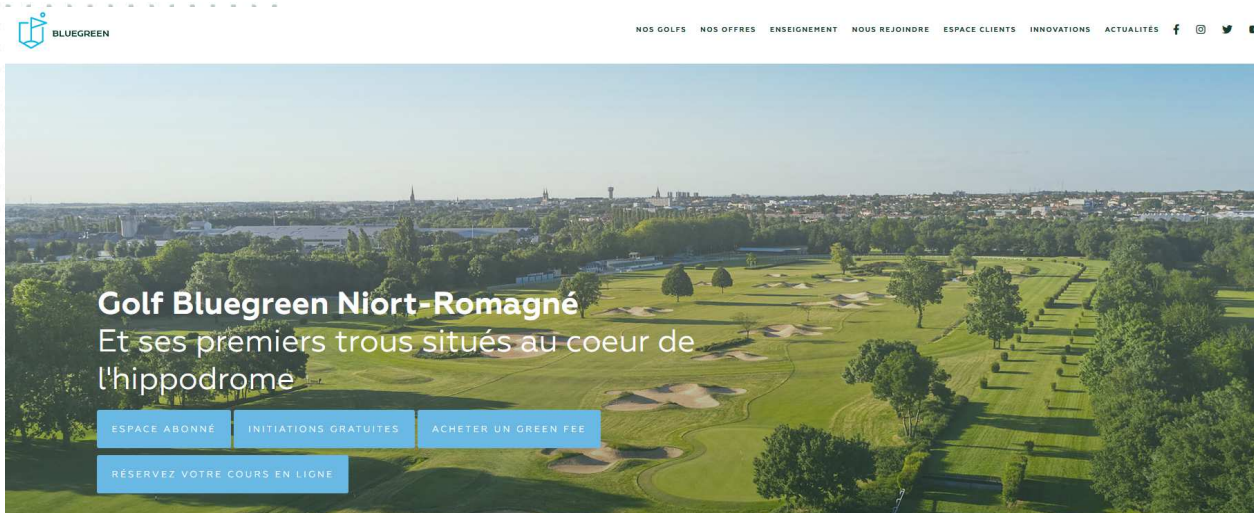 BLUEGREEN
NOS GOLFS NOS OFFRES ENSEIGNEMENT NOUS REJOINDRE ESPACE CLIENTS INNOVATIONS ACTUALITÉS
Golf Bluegreen Niort-Romagné
Et ses premiers trous situés au coeur de
l'hippodrome
ESPACE ABONNÉ INITIATIONS GRATUITES ACHETER UN GREEN FEE
RÉSERVEZ VOTRE COURS EN LIGNE